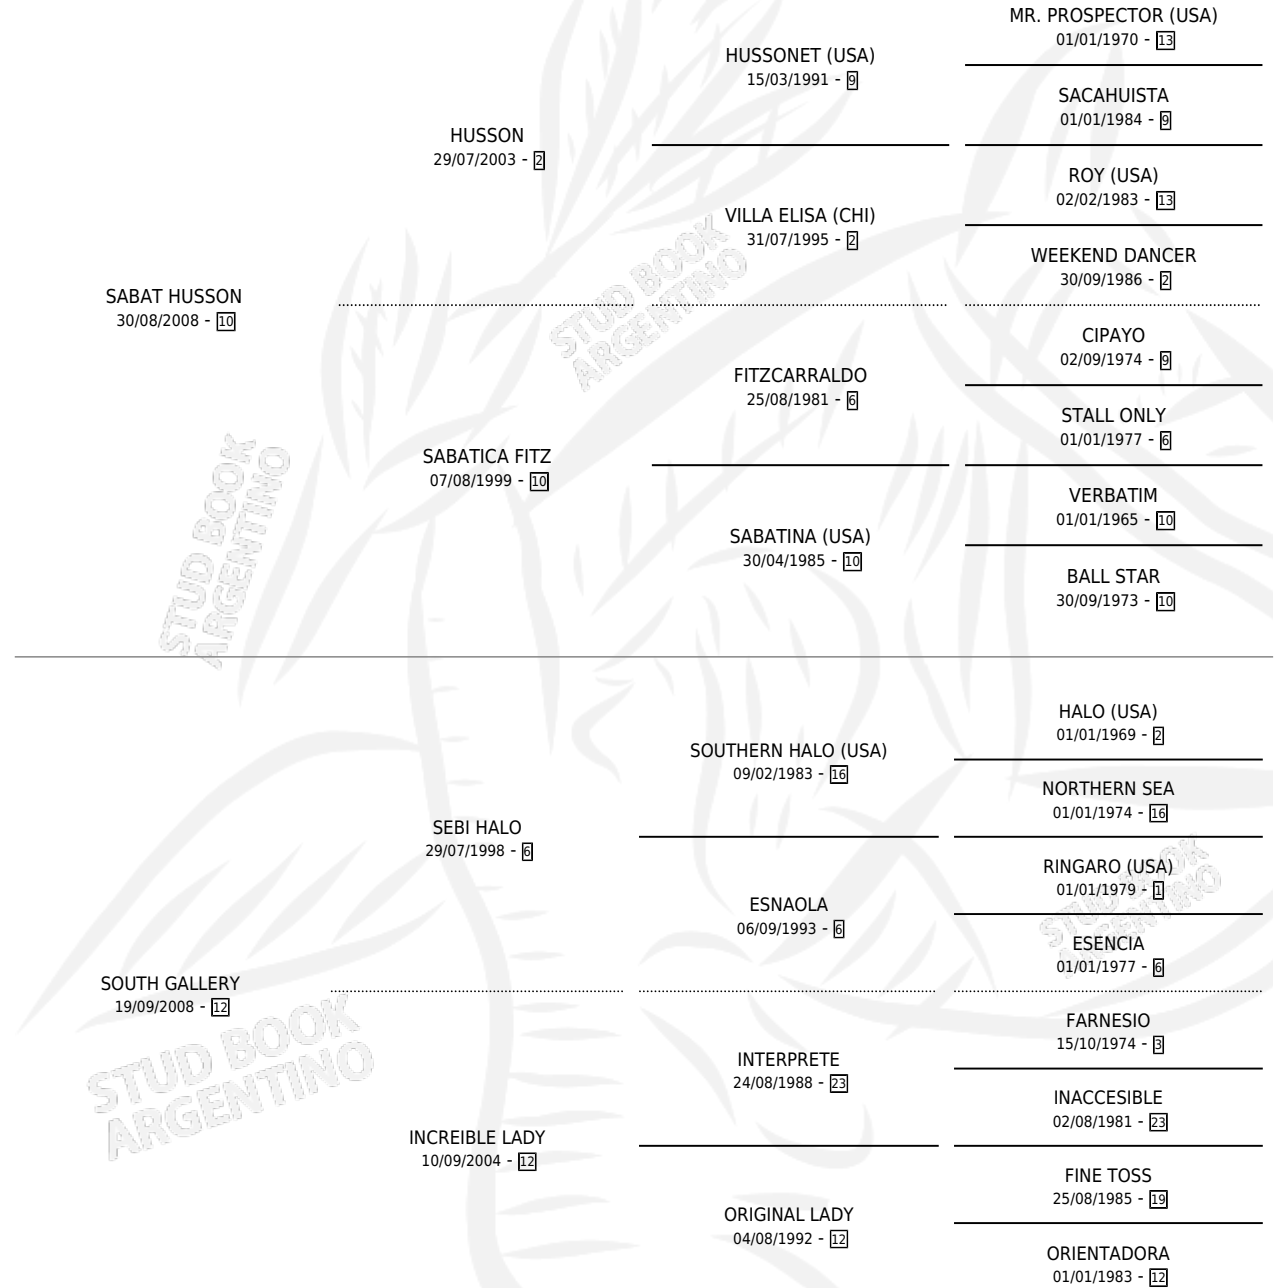 MR. PROSPECTOR (USA)
01/01/1970 - 13
HUSSONET (USA)
15/03/1991 - 9
SACAHUISTA
01/01/1984 - 9
HUSSON
29/07/2003 - 2
ROY (USA)
02/02/1983 - 13
VILLA ELISA (CHI)
31/07/1995 - 2
WEEKEND DANCER
30/09/1986 - 2
SABAT HUSSON
30/08/2008 - 10
CIPAYO
02/09/1974 - 9
FITZCARRALDO
25/08/1981 - 6
STALL ONLY
01/01/1977 - 6
SABATICA FITZ
07/08/1999 - 10
VERBATIM
01/01/1965 - 10
SABATINA (USA)
30/04/1985 - 10
BALL STAR
30/09/1973 - 10
HALO (USA)
01/01/1969 - 2
SOUTHERN HALO (USA)
09/02/1983 - 16
NORTHERN SEA
01/01/1974 - 16
SEBI HALO
29/07/1998 - 6
RINGARO (USA)
01/01/1979 - 1
ESNAOLA
06/09/1993 - 6
ESENCIA
01/01/1977 - 6
SOUTH GALLERY
19/09/2008 - 12
FARNESIO
15/10/1974 - 3
INTERPRETE
24/08/1988 - 23
INACCESIBLE
02/08/1981 - 23
INCREIBLE LADY
10/09/2004 - 12
FINE TOSS
25/08/1985 - 19
ORIGINAL LADY
04/08/1992 - 12
ORIENTADORA
01/01/1983 - 12
STUD BOOK
ARGENTINO
STUD BOOK
ARGENTINO
STUD BOOK
ARGENTINO
STUD BOOK
ARGENTINO